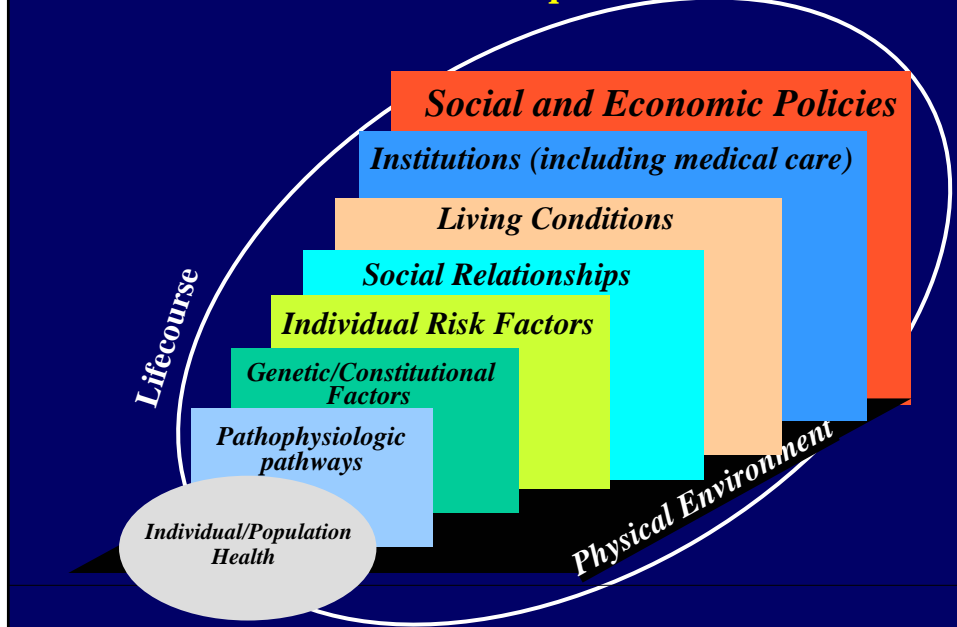 Social and Economic Policies
Institutions (including medical care)
Living Conditions
Social Relationships
Individual Risk Factors
Genetic/Constitutional
Factors
Pathophysiologic
pathways
Individual/Population
Health
Lifecourse
Physical Environment